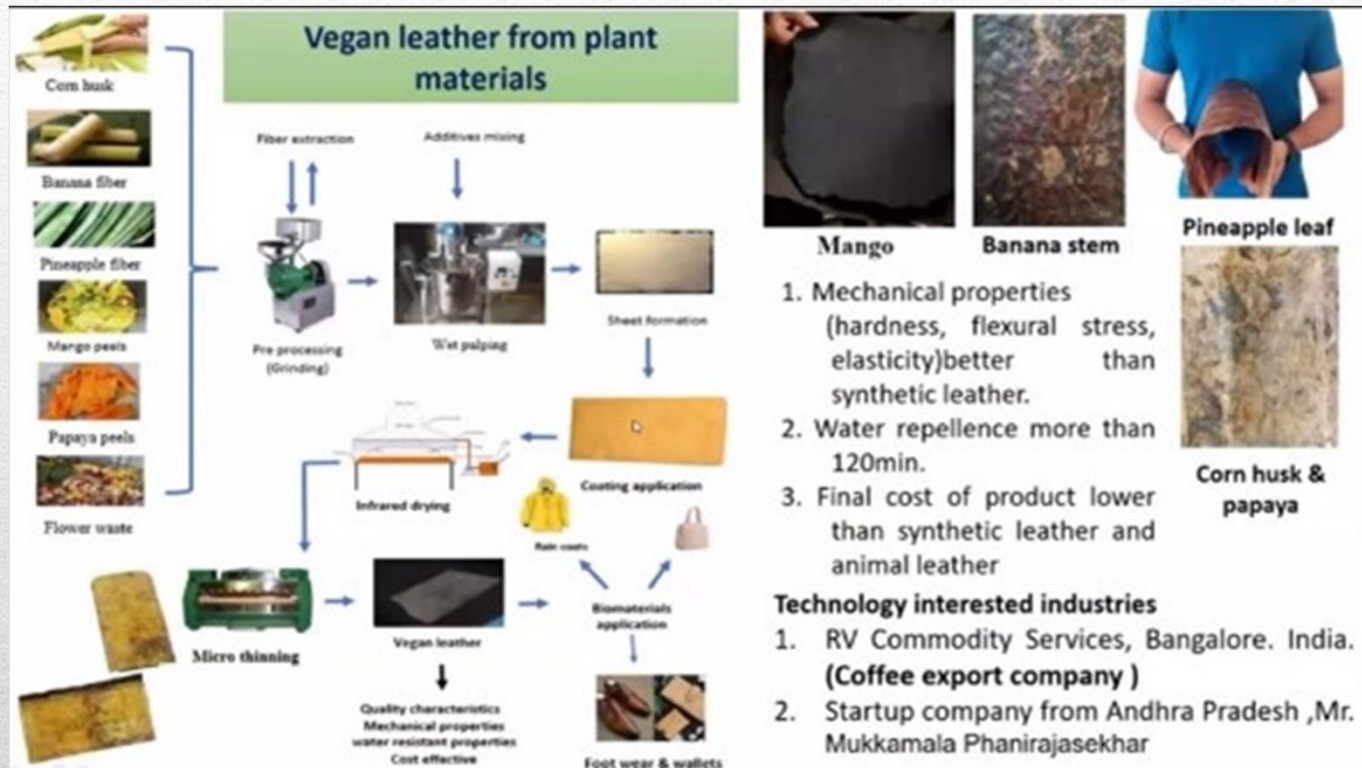 Vegan leather from plant
materials
Corn husk
Banana fiber
Pineapple fiber
Mango peels
Papaya peels
Flower waste
Fiber extraction
Additives mixing
Pre processing
(Grinding)
Wet pulping
Sheet formation
Coating application
Infrared drying
Micro thinning
Vegan leather
Quality characteristics
Mechanical properties
water resistant properties
Cost effective
Biomaterials
application
Rain coats
Foot wear & wallets
Mango
Banana stem
Pineapple leaf
Corn husk &
papaya
1. Mechanical properties
(hardness, flexural stress,
elasticity)better than
synthetic leather.
2. Water repellence more than
120min.
3. Final cost of product lower
than synthetic leather and
animal leather
Technology interested industries
1. RV Commodity Services, Bangalore. India.
(Coffee export company )
2. Startup company from Andhra Pradesh ,Mr.
Mukkamala Phanirajasekhar